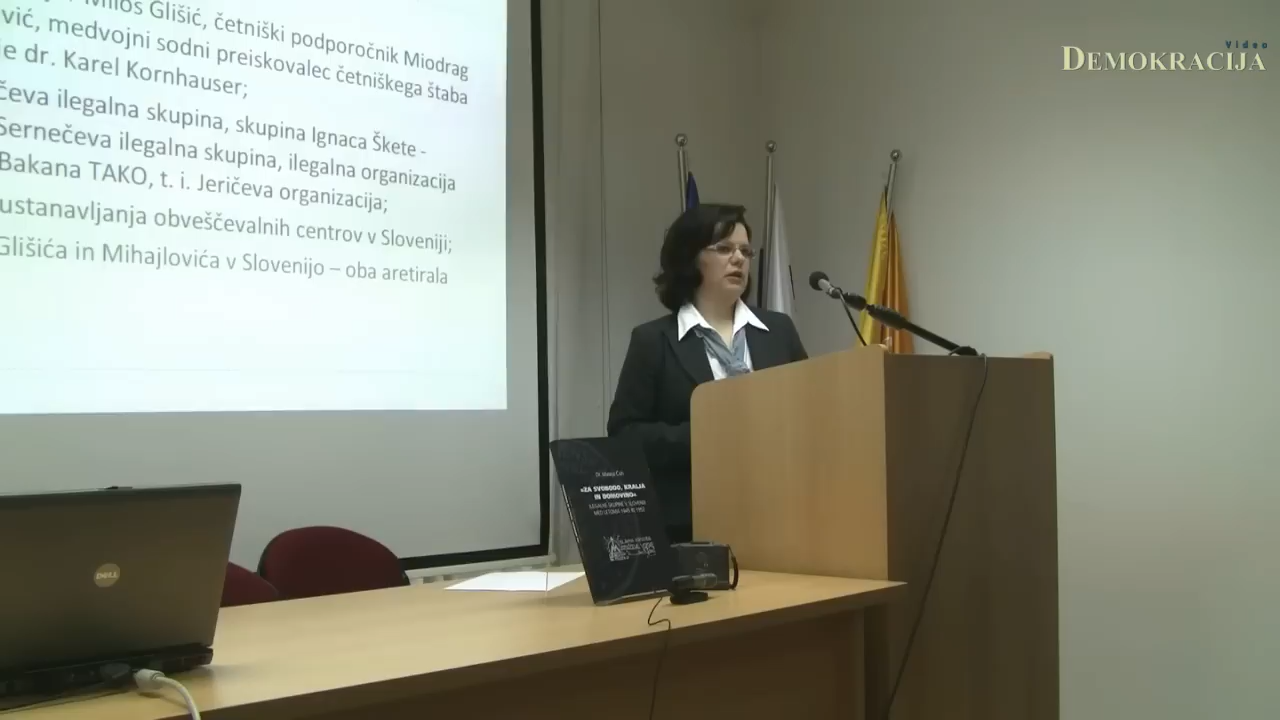 Miloš Glišić, četniški podporočnik Miodrag
vić, medvojni sodni preiskovalec četniškega štaba
je dr. Karel Kornhauser;
čeva ilegalna skupina, skupina Ignaca Škete -
Sernečeva ilegalna skupina, ilegalna organizacija
Bakana TAKO, t. i. Jeričeva organizacija;
ustanavljanja obveščevalnih centrov v Sloveniji;
Glišića in Mihajlovića v Slovenijo – oba aretirala
Video
DEMOKRACIJA
»ZA SVOBODO, KRALJA
IN DOMOVINO«
DELL